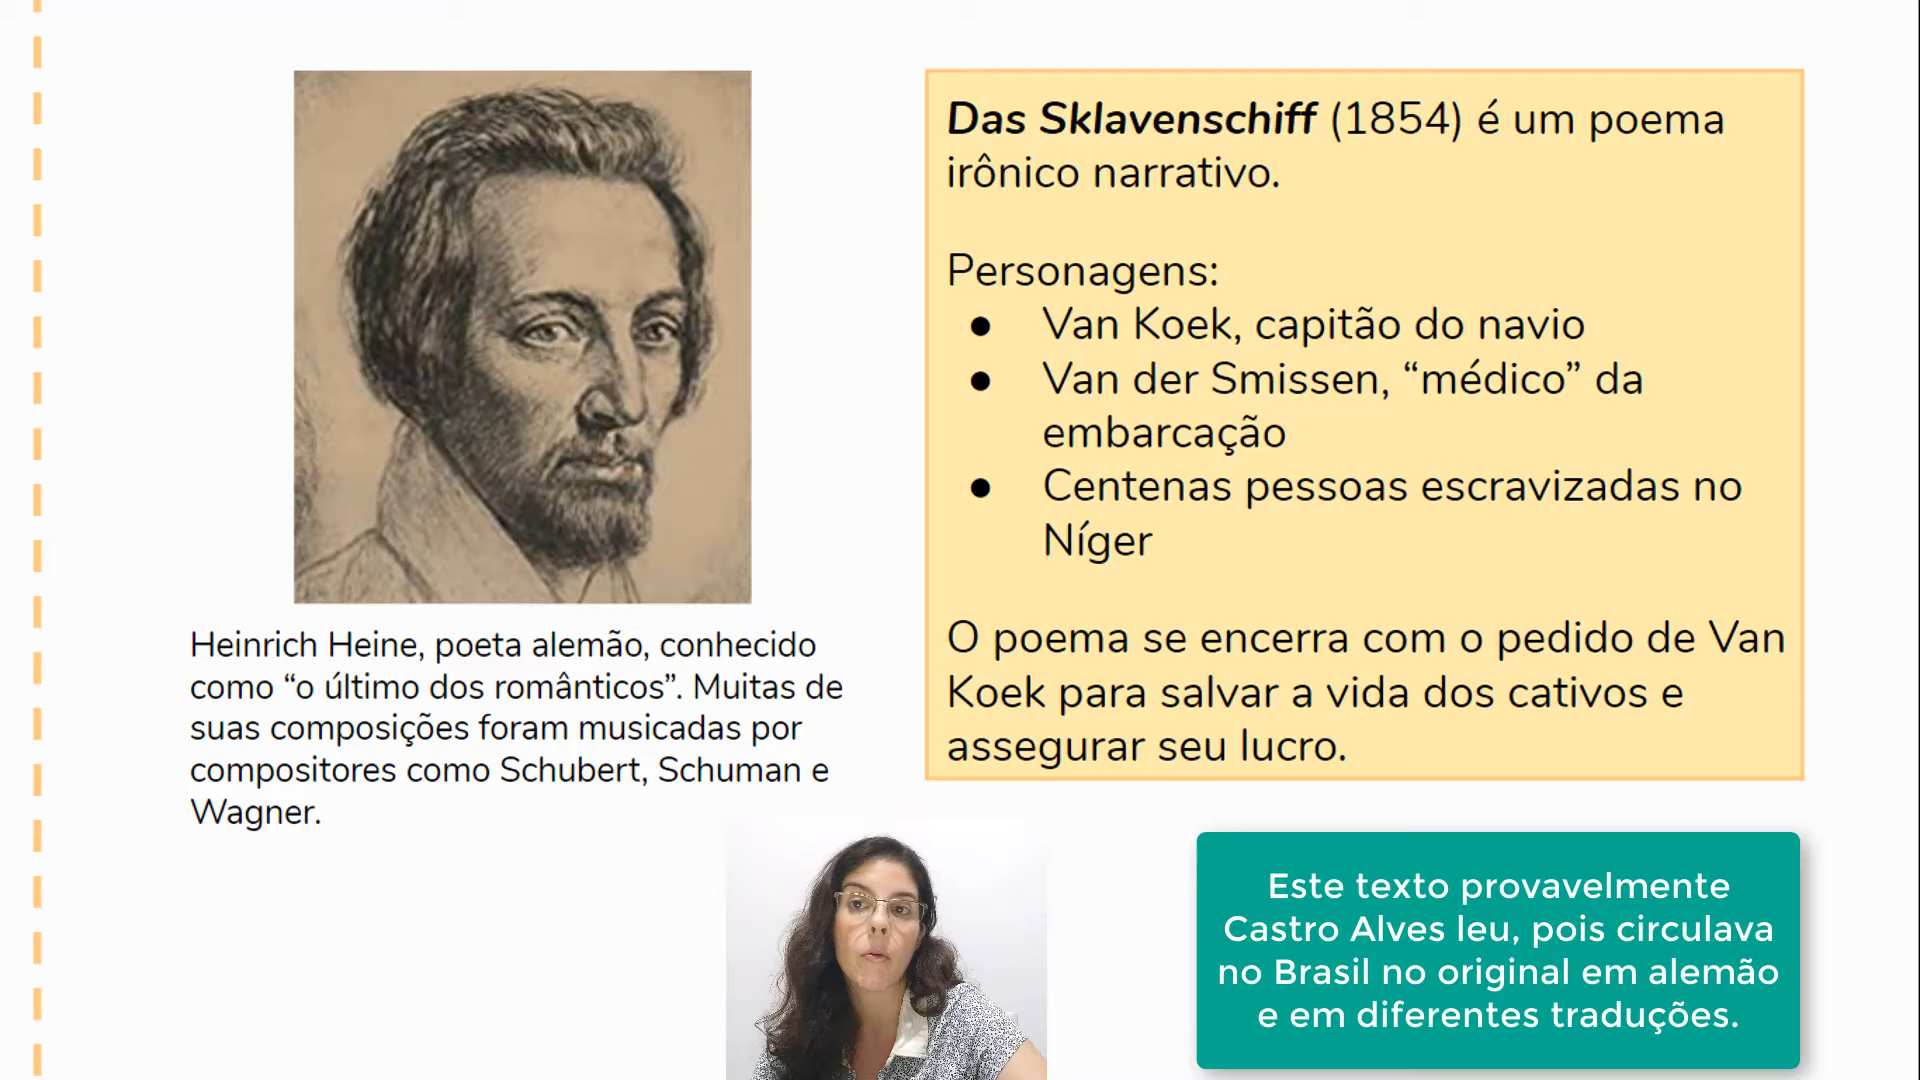 Das Sklavenschiff (1854) é um poema
irônico narrativo.
Personagens:
● Van Koek, capitão do navio
● Van der Smissen, “médico” da
embarcação
● Centenas pessoas escravizadas no
Níger
O poema se encerra com o pedido de Van
Koek para salvar a vida dos cativos e
assegurar seu lucro.
Heinrich Heine, poeta alemão, conhecido
como “o último dos românticos”. Muitas de
suas composições foram musicadas por
compositores como Schubert, Schuman e
Wagner.
Este texto provavelmente
Castro Alves leu, pois circulava
no Brasil no original em alemão
e em diferentes traduções.